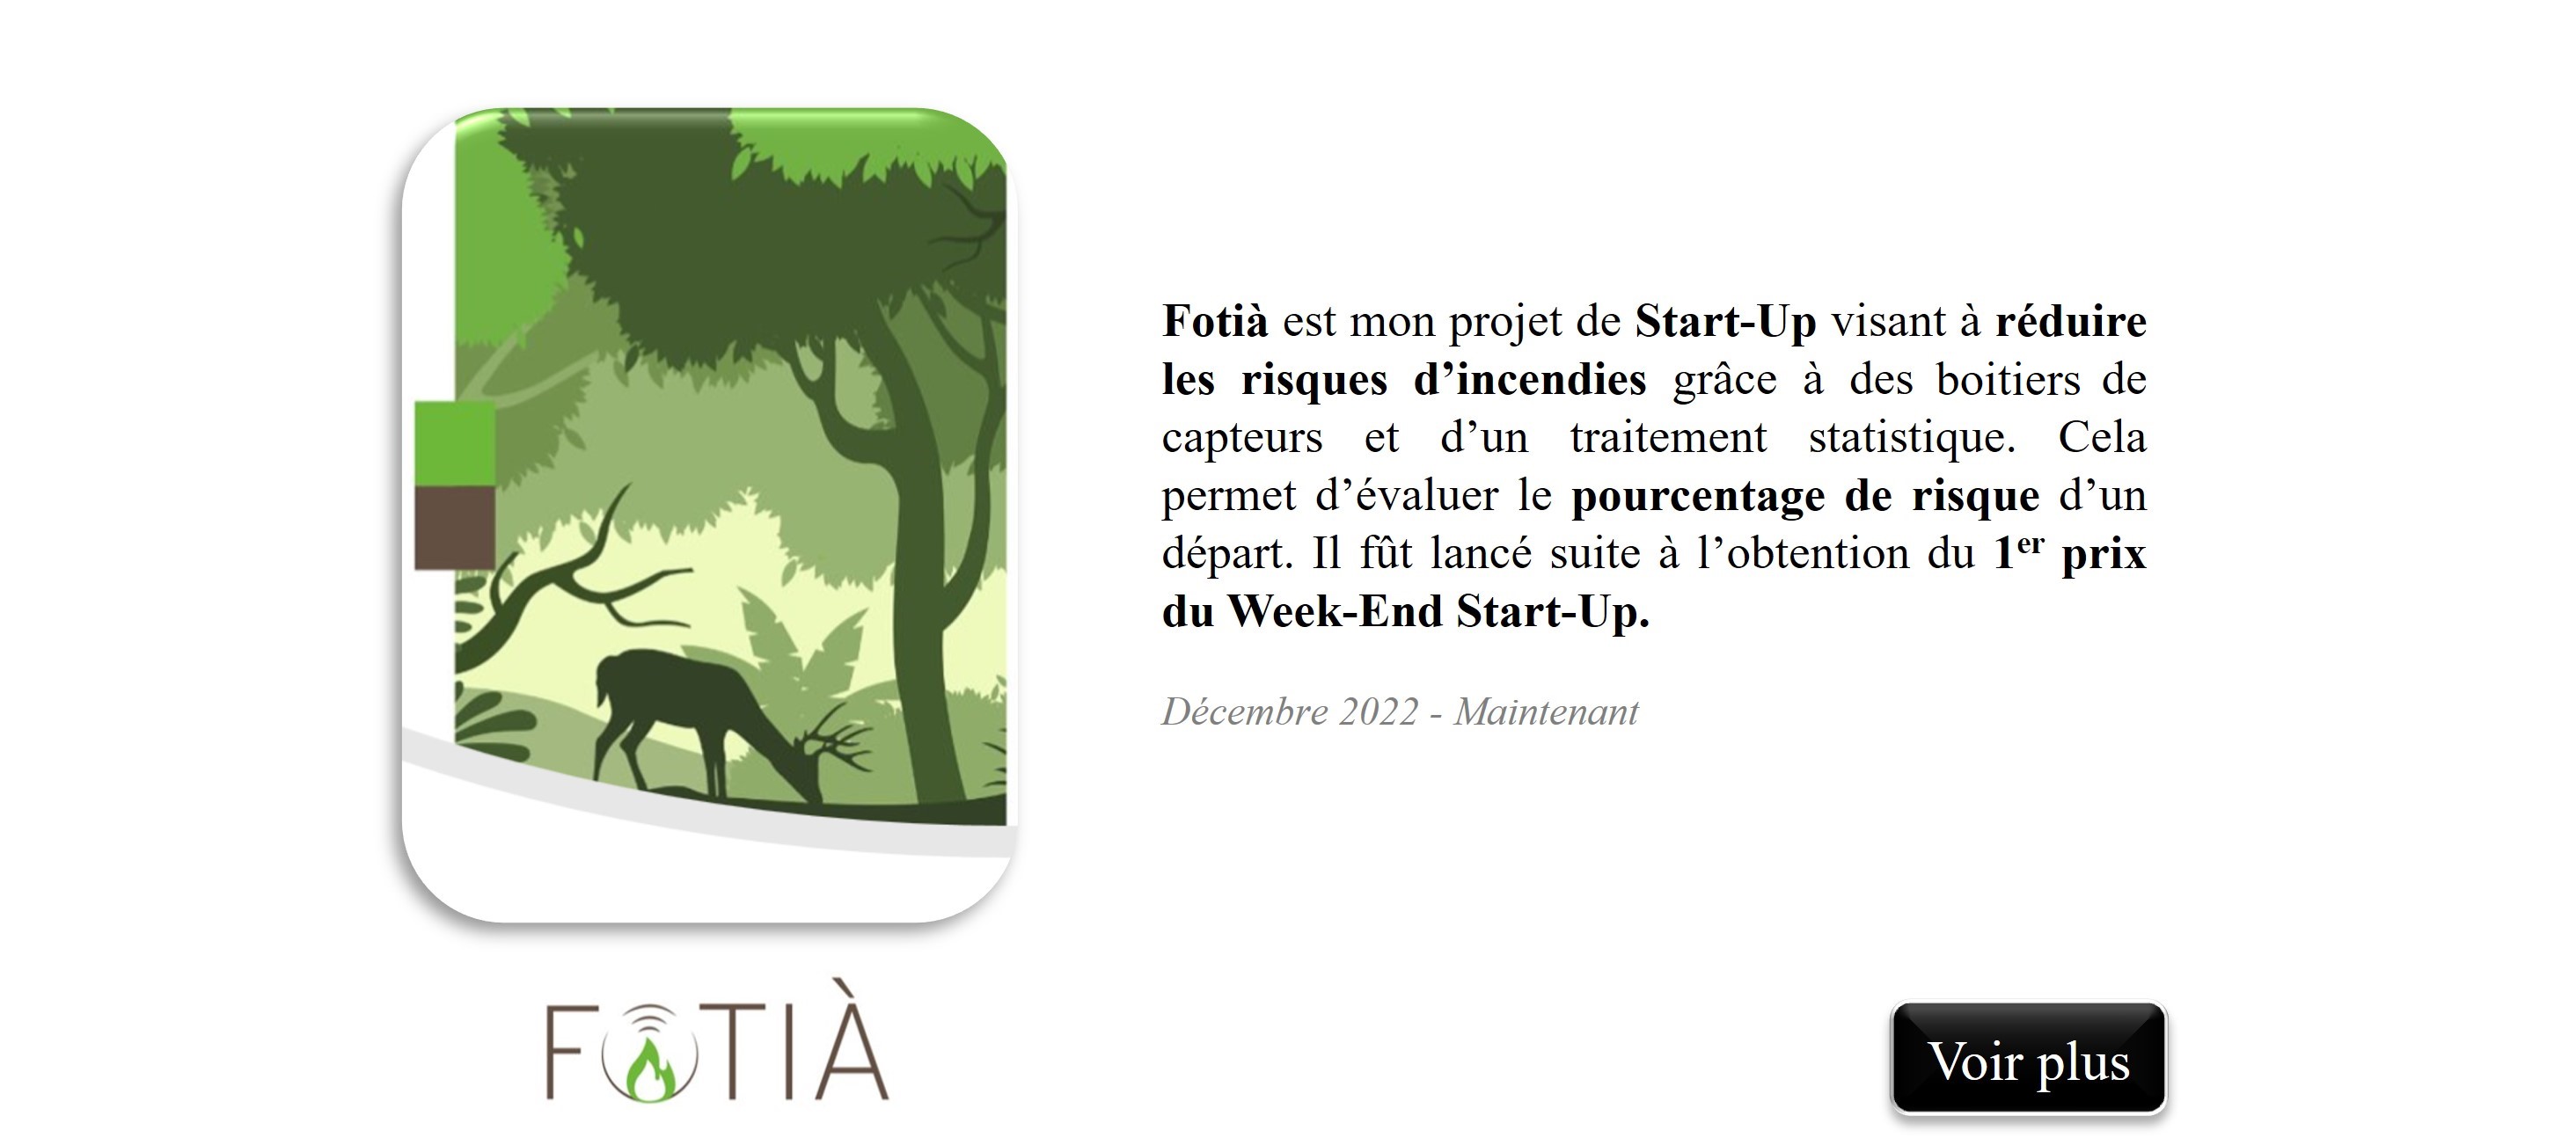 Fotià est mon projet de Start-Up visant à réduire
les risques d’incendies grâce à des boitiers de
capteurs et d’un traitement statistique. Cela
permet d’évaluer le pourcentage de risque d’un
départ. Il fût lancé suite à l’obtention du 1er prix
du Week-End Start-Up.
Décembre 2022 - Maintenant
FOTIÀ
Voir plus